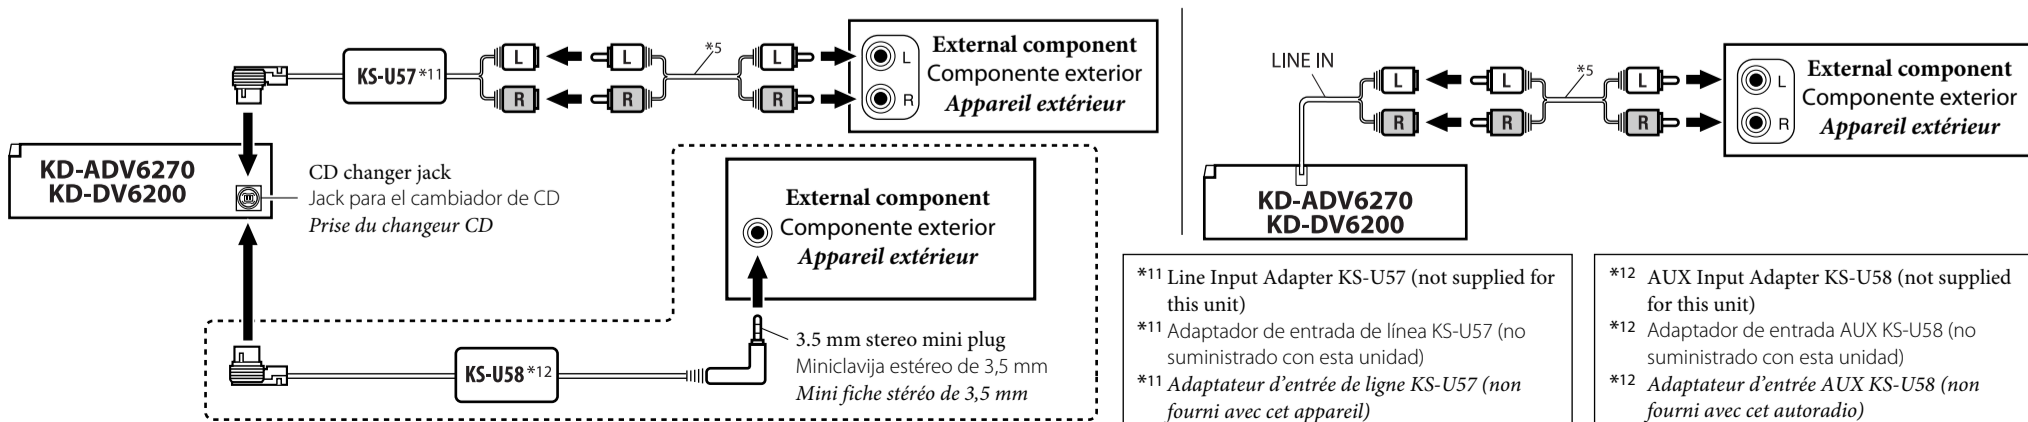 KS-U57 *11
L
R
L
R
*5
L
R
L
R
External component
Componente exterior
Appareil extérieur
KD-ADV6270
KD-DV6200
CD changer jack
Jack para el cambiador de CD
Prise du changeur CD
External component
Componente exterior
Appareil extérieur
KS-U58 *12
3.5 mm stereo mini plug
Miniclavija estéreo de 3,5 mm
Mini fiche stéréo de 3,5 mm
LINE IN
L
R
L
R
*5
L
R
L
R
External component
Componente exterior
Appareil extérieur
KD-ADV6270
KD-DV6200
*11 Line Input Adapter KS-U57 (not supplied for
this unit)
*11 Adaptador de entrada de línea KS-U57 (no
suministrado con esta unidad)
*11 Adaptateur d’entrée de ligne KS-U57 (non
fourni avec cet appareil)
*12 AUX Input Adapter KS-U58 (not supplied
for this unit)
*12 Adaptador de entrada AUX KS-U58 (no
suministrado con esta unidad)
*12 Adaptateur d’entrée AUX KS-U58 (non
fourni avec cet autoradio)